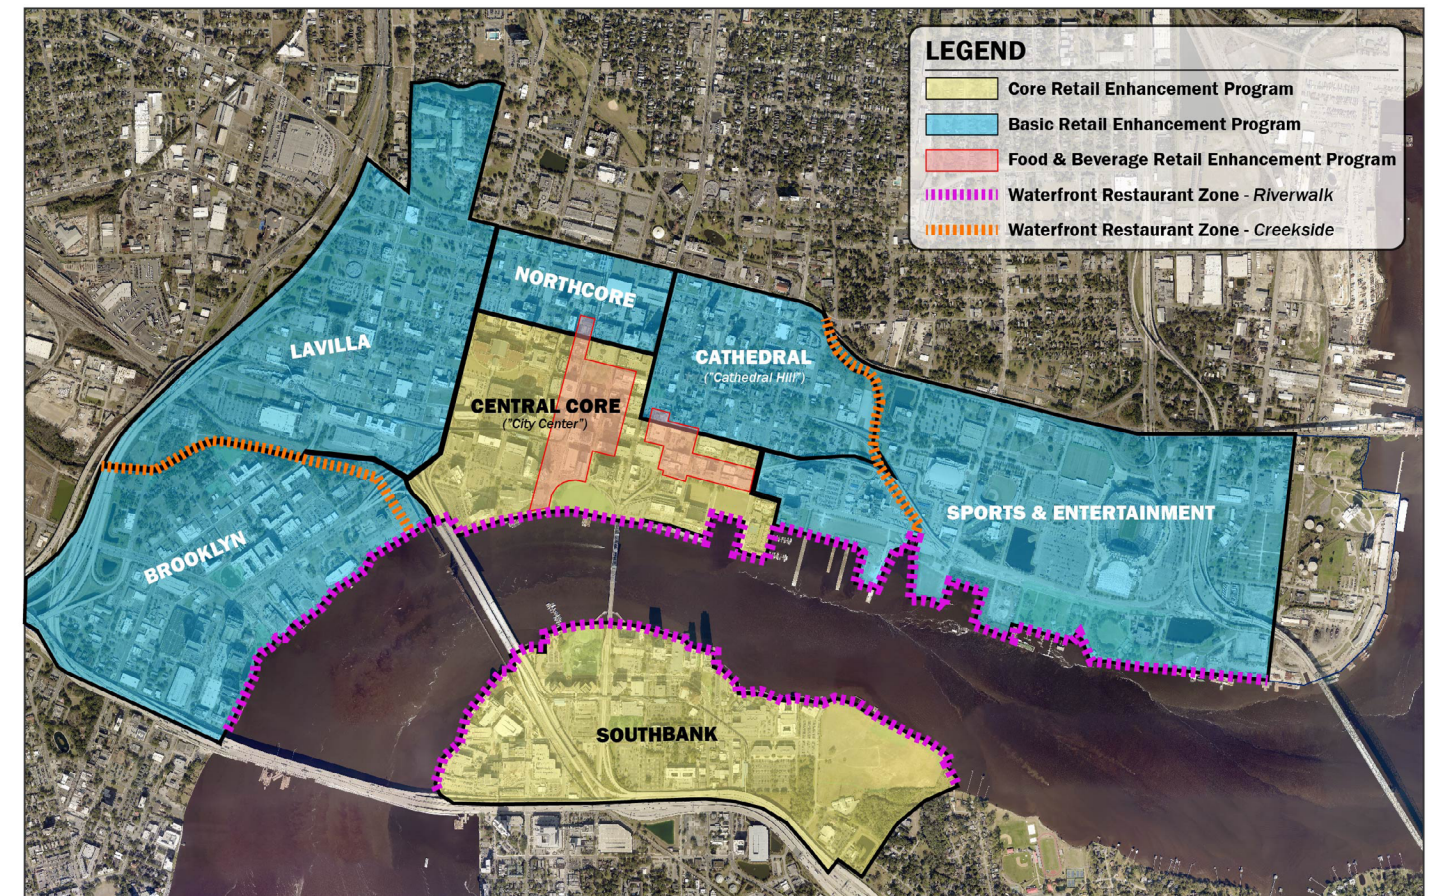 LEGEND
Core Retail Enhancement Program
Basic Retail Enhancement Program
Food & Beverage Retail Enhancement Program
Waterfront Restaurant Zone - Riverwalk
Waterfront Restaurant Zone - Creekside
NORTHCORE
LAVILLA
CATHEDRAL
("Cathedral Hill")
CENTRAL CORE
("City Center")
SPORTS & ENTERTAINMENT
BROOKLYN
SOUTHBANK